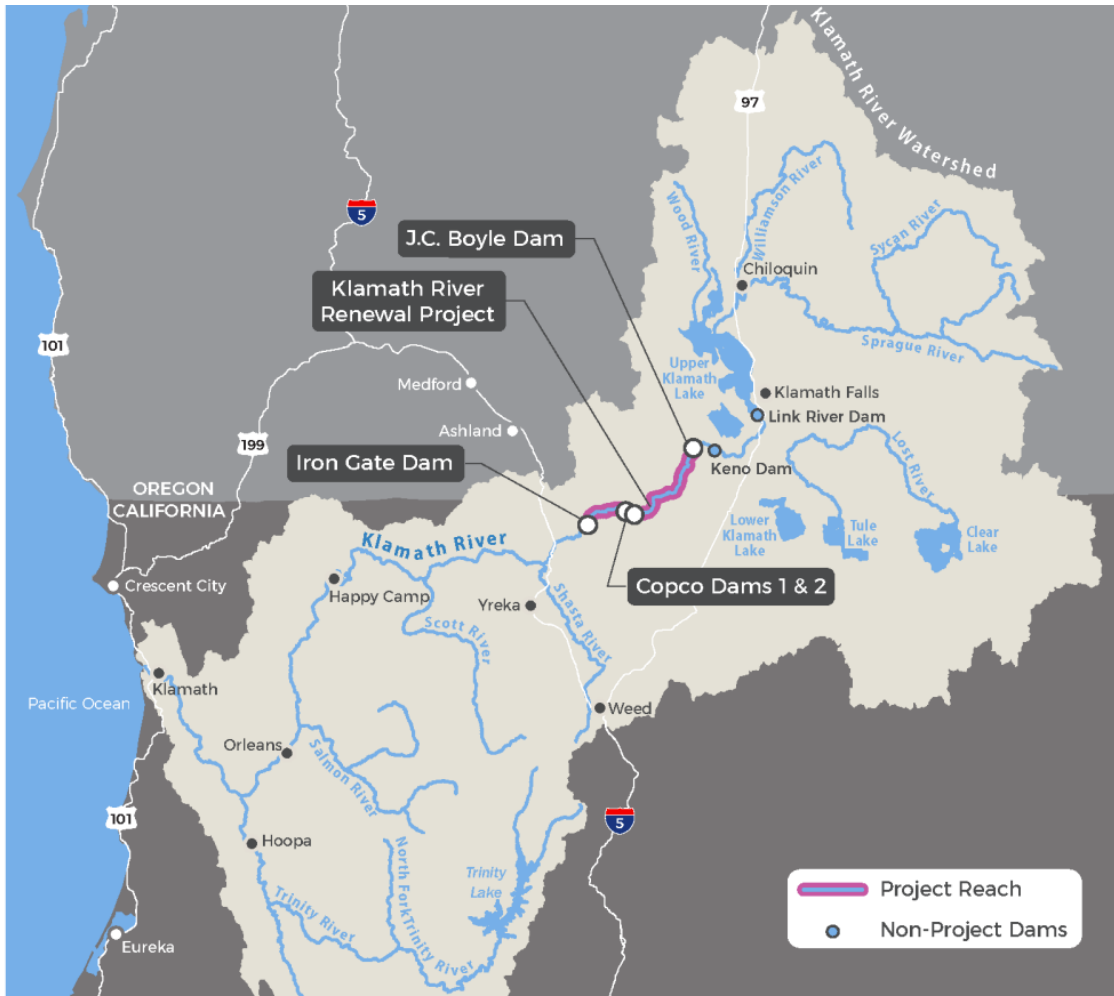 Klamath River Watershed
97
5
Wood River
Williamson River
Sycan River
J.C. Boyle Dam
Chiloquin
Klamath River
Renewal Project
101
Sprague River
Upper
Klamath
Lake
Medford
Klamath Falls
Link River Dam
Ashland
199
Iron Gate Dam
Keno Dam
Lost River
OREGON
CALIFORNIA
Lower
Klamath
Lake
Tule
Lake
Clear
Lake
Klamath River
Crescent City
Happy Camp
Yreka
Shasta River
Copco Dams 1 & 2
Scott River
Klamath
Pacific Ocean
Weed
Orleans
Salmon River
101
5
Hoopa
Trinity
Lake
North Fork Trinity River
Trinity River
Eureka
Project Reach
Non-Project Dams